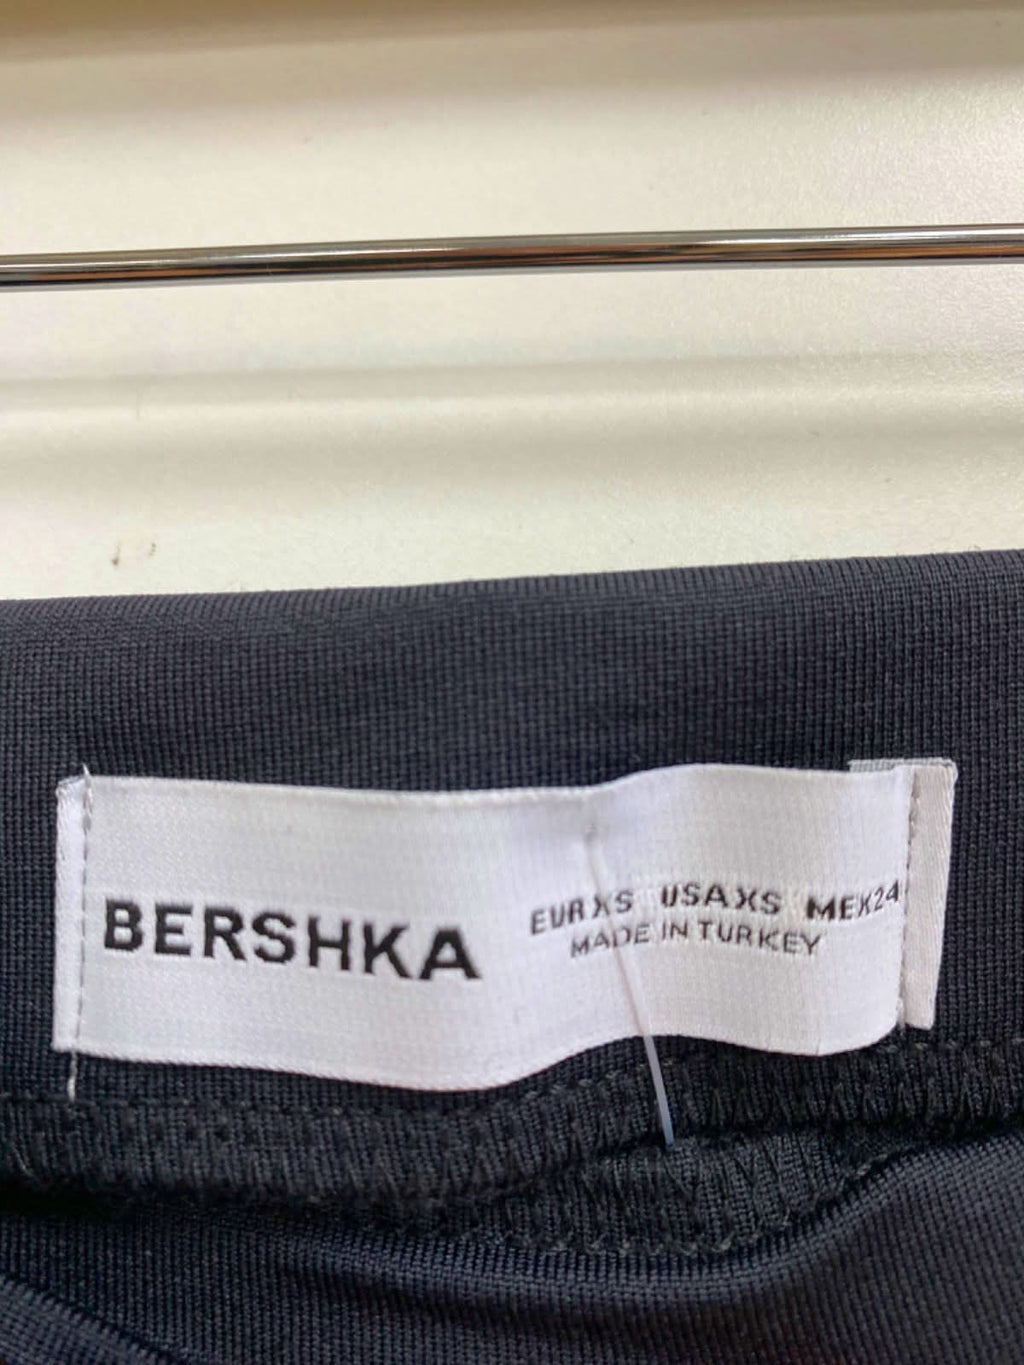 BERSHKA
EUR XS USA XS MEX 24
MADE IN TURKEY